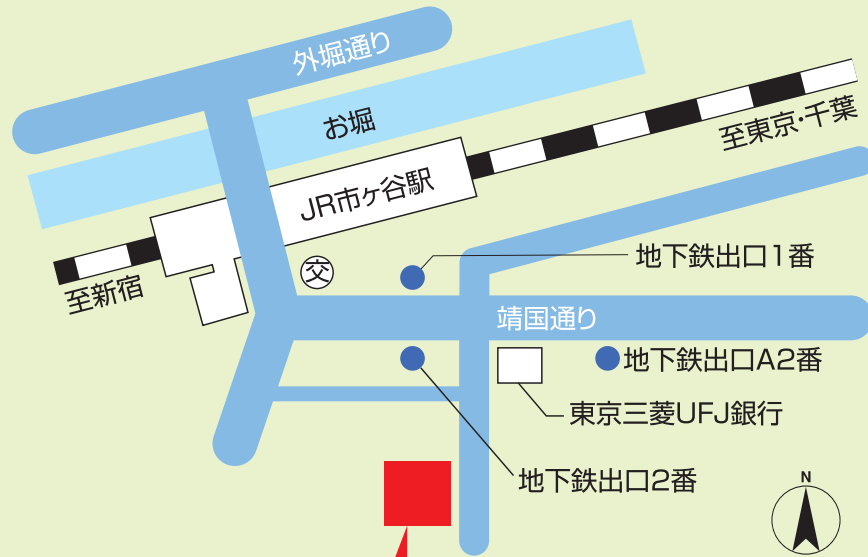 外堀通り
お堀
至東京・千葉
JR市ヶ谷駅
交
地下鉄出口1番
至新宿
靖国通り
地下鉄出口A2番
東京三菱UFJ銀行
地下鉄出口2番
N